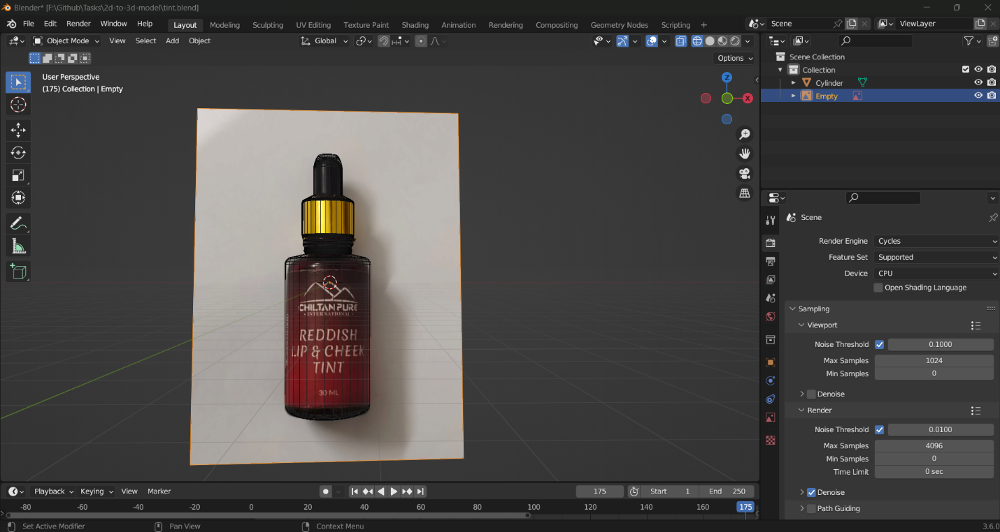 Blender* [F:\Github\Tasks\2d-to-3d-model\tint.blend]
File Edit Render Window Help Layout Modeling Sculpting UV Editing Texture Paint Shading Animation Rendering Compositing Geometry Nodes Scripting + Scene ViewLayer
Object Mode View Select Add Object Global
Options
User Perspective
(175) Collection | Empty
Z
X
CHILTAN PURE
• INTERNATIONAL •
REDDISH
LIP & CHEEK
TINT
30 ML
Scene Collection
Collection
Cylinder
Empty
Scene
Render Engine Cycles
Feature Set Supported
Device CPU
Open Shading Language
Sampling
Viewport
Noise Threshold 0.1000
Max Samples 1024
Min Samples 0
Denoise
Render
Noise Threshold 0.0100
Max Samples 4096
Min Samples 0
Time Limit 0 sec
Denoise
Path Guiding
Playback Keying View Marker 175 Start 1 End 250
-80 -60 -40 -20 0 20 40 60 80 100 120 140 160 175
Set Active Modifier Pan View Context Menu 3.6.0